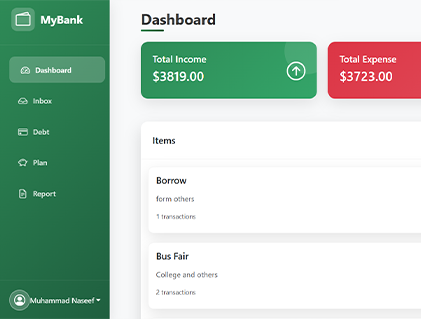 MyBank
Dashboard
Inbox
Debt
Plan
Report
Muhammad Naseef
Dashboard
Total Income
$3819.00
Total Expense
$3723.00
Items
Borrow
form others
1 transactions
Bus Fair
College and others
2 transactions